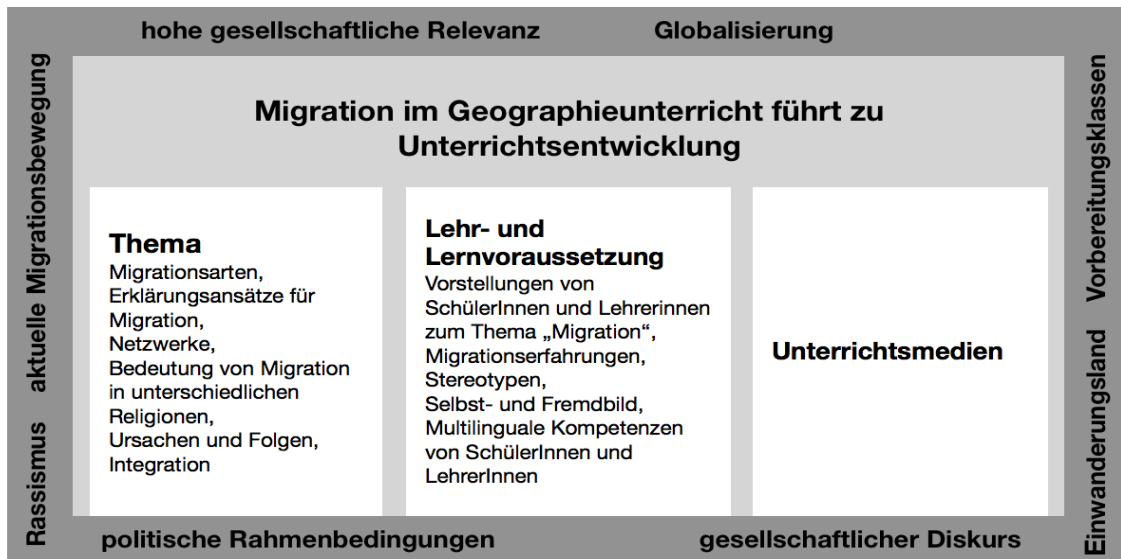 hohe gesellschaftliche Relevanz
Globalisierung
aktuelle Migrationsbewegung
Rassismus
Migration im Geographieunterricht führt zu
Unterrichtsentwicklung
Thema
Migrationsarten,
Erklärungsansätze für
Migration,
Netzwerke,
Bedeutung von Migration
in unterschiedlichen
Religionen,
Ursachen und Folgen,
Integration
Lehr- und
Lernvoraussetzung
Vorstellungen von
SchülerInnen und Lehrerinnen
zum Thema „Migration“,
Migrationserfahrungen,
Stereotypen,
Selbst- und Fremdbild,
Multilinguale Kompetenzen
von SchülerInnen und
LehrerInnen
Unterrichtsmedien
Vorbereitungsklassen
Einwanderungsland
politische Rahmenbedingungen
gesellschaftlicher Diskurs